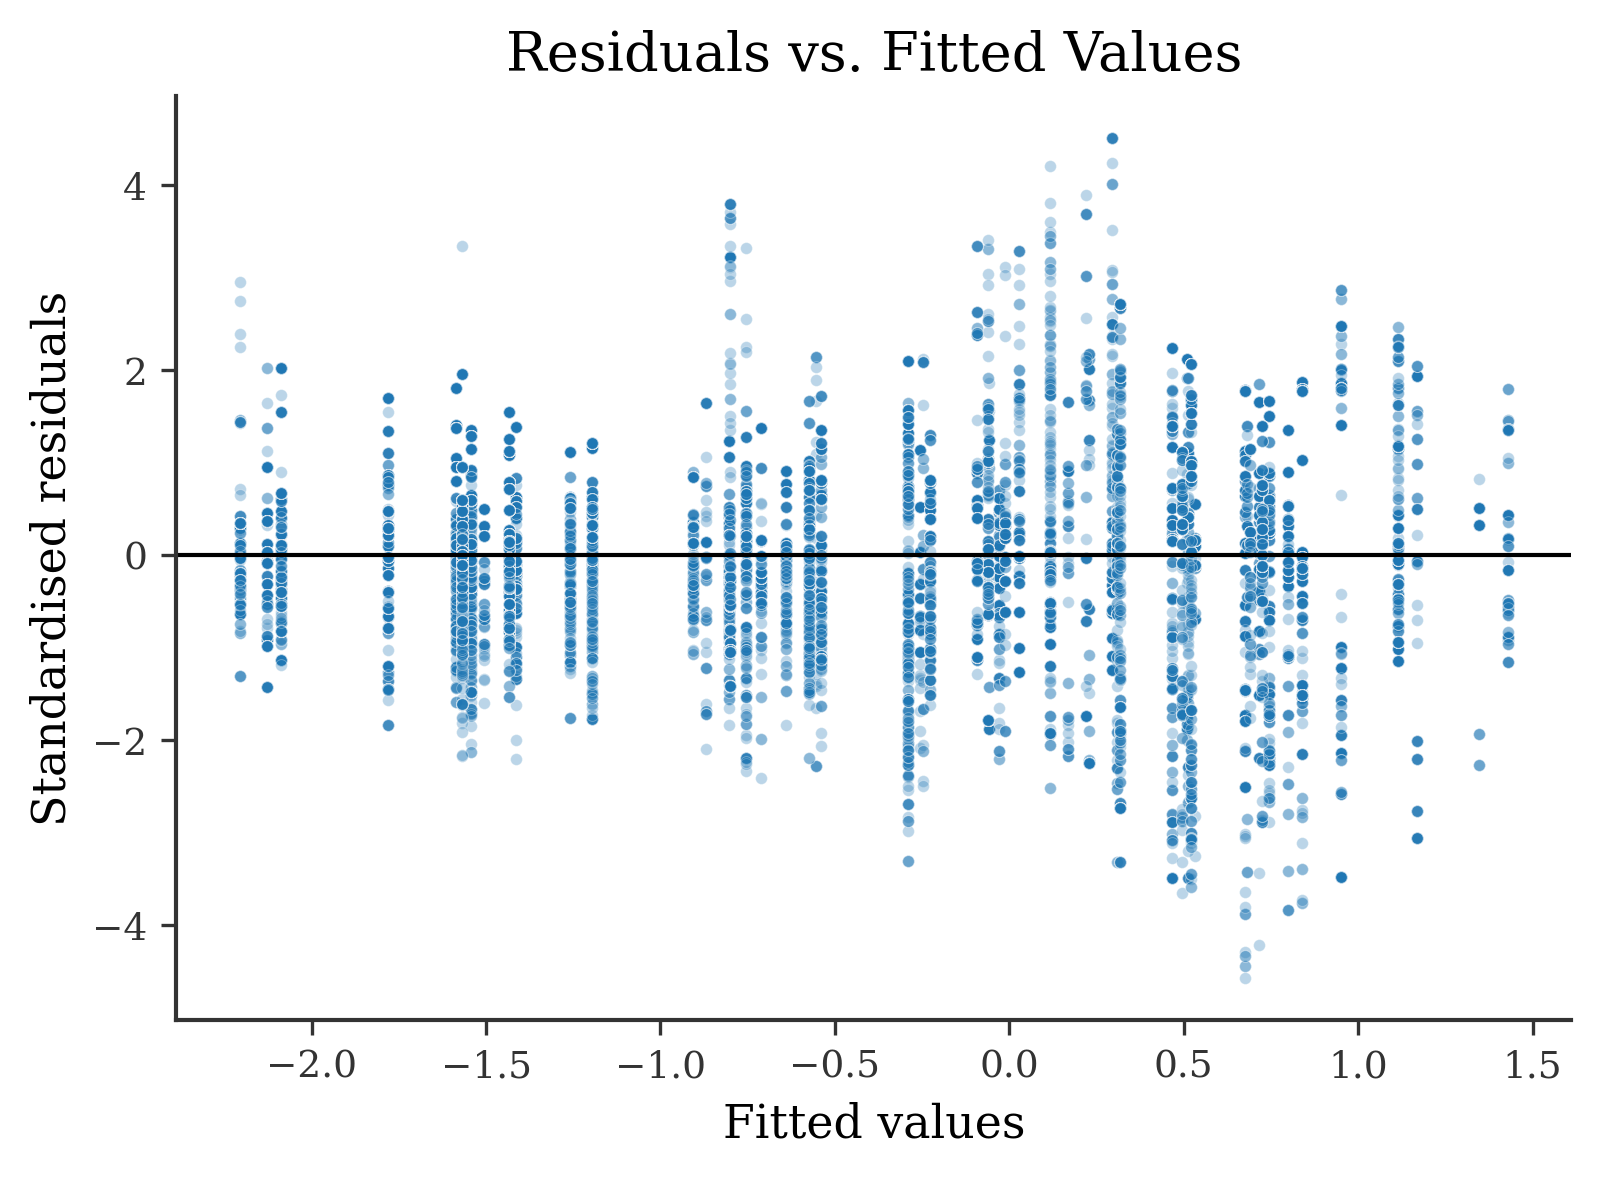 Residuals vs. Fitted Values
Standardised residuals
4
2
0
−2
−4
−2.0 −1.5 −1.0 −0.5 0.0 0.5 1.0 1.5
Fitted values